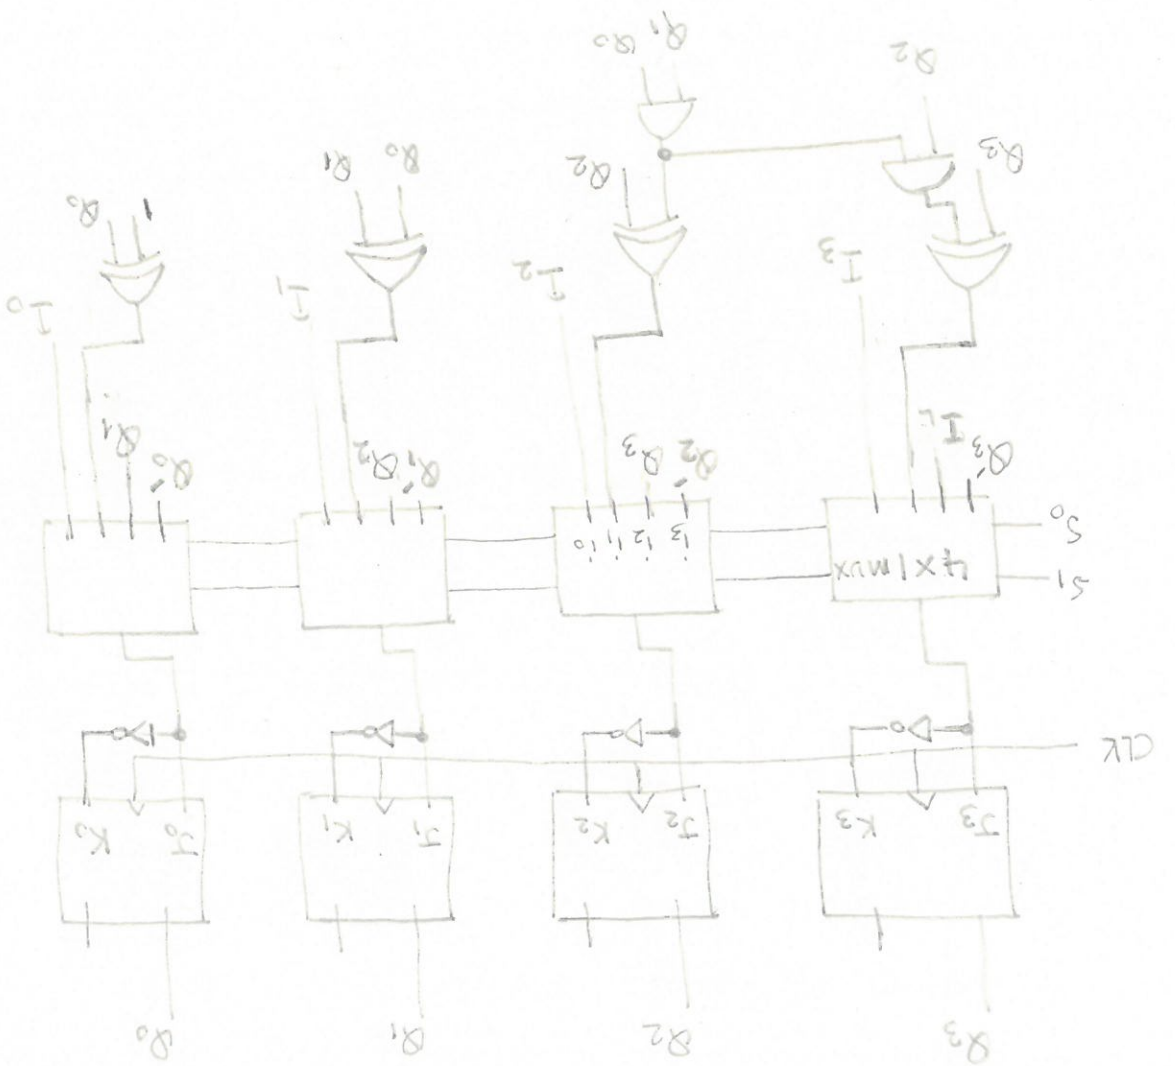 Q3 Q2 Q1 Q0
J3 K3 J2 K2 J1 K1 J0 K0
CLK
S1 4x1 MUX
S0 i3 i2 i1 i0
Q3' IL Q2' Q3 Q1' Q2 Q0' Q1
I3 I2 I1 I0
Q3 Q2 Q0 Q1 1 Q0
Q2 Q1 Q0